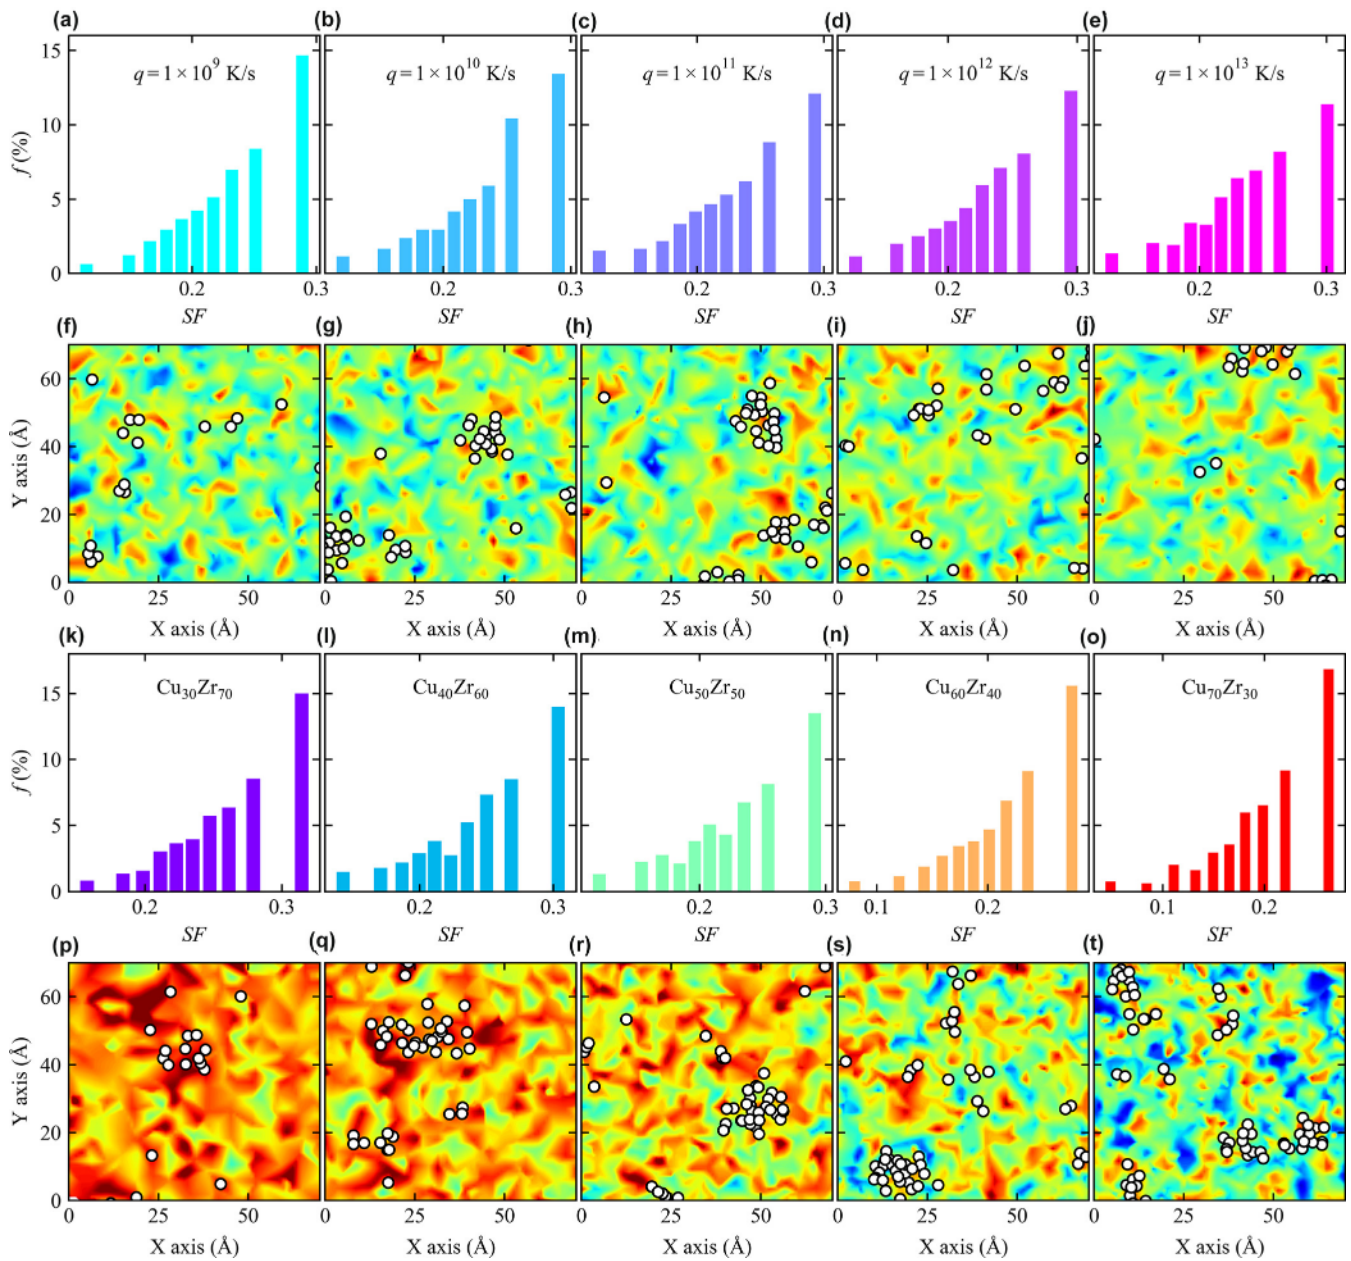 (a) (b) (c) (d) (e)
15
10
5
0
f (%)
q = 1 × 10⁹ K/s
q = 1 × 10¹⁰ K/s
q = 1 × 10¹¹ K/s
q = 1 × 10¹² K/s
q = 1 × 10¹³ K/s
0.2 0.3 0.2 0.3 0.2 0.3 0.2 0.3 0.2 0.3
SF SF SF SF SF
(f) (g) (h) (i) (j)
60
40
20
0
Y axis (Å)
0 25 50 0 25 50 0 25 50 0 25 50 0 25 50
X axis (Å) X axis (Å) X axis (Å) X axis (Å) X axis (Å)
(k) (l) (m) (n) (o)
15
10
5
0
f (%)
Cu₃₀Zr₇₀
Cu₄₀Zr₆₀
Cu₅₀Zr₅₀
Cu₆₀Zr₄₀
Cu₇₀Zr₃₀
0.2 0.3 0.2 0.3 0.2 0.3 0.1 0.2 0.1 0.2
SF SF SF SF SF
(p) (q) (r) (s) (t)
60
40
20
0
Y axis (Å)
0 25 50 0 25 50 0 25 50 0 25 50 0 25 50
X axis (Å) X axis (Å) X axis (Å) X axis (Å) X axis (Å)